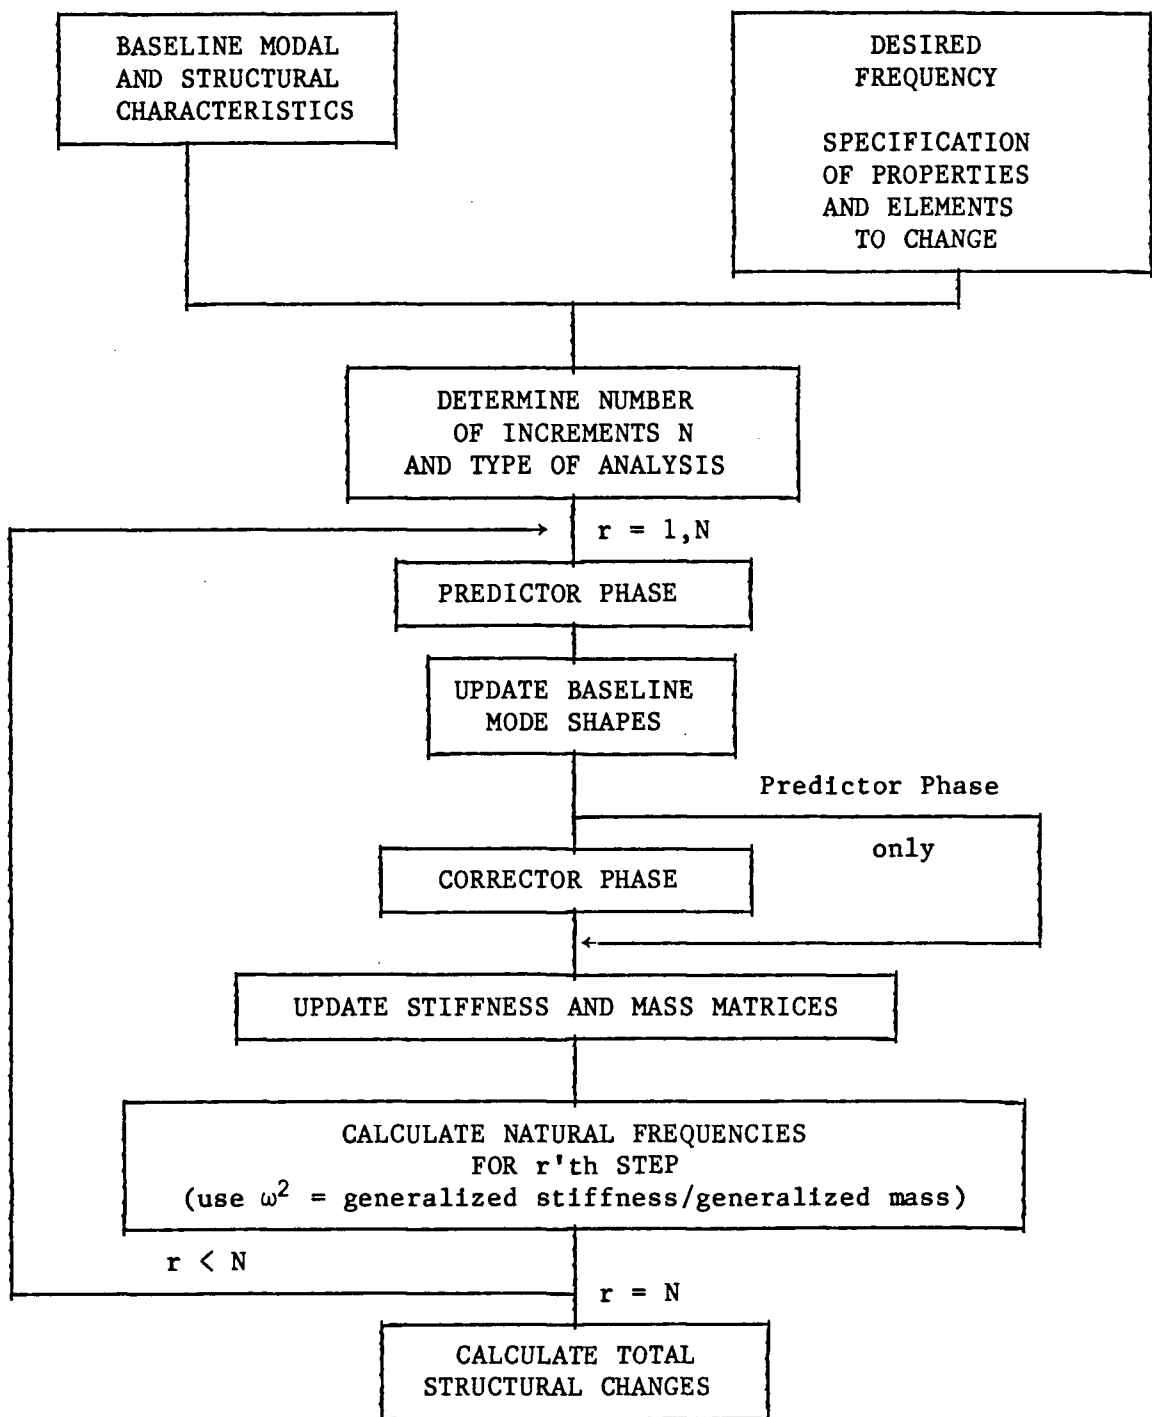 BASELINE MODAL
AND STRUCTURAL
CHARACTERISTICS
DESIRED
FREQUENCY
SPECIFICATION
OF PROPERTIES
AND ELEMENTS
TO CHANGE
DETERMINE NUMBER
OF INCREMENTS N
AND TYPE OF ANALYSIS
r = 1,N
PREDICTOR PHASE
UPDATE BASELINE
MODE SHAPES
Predictor Phase
only
CORRECTOR PHASE
UPDATE STIFFNESS AND MASS MATRICES
CALCULATE NATURAL FREQUENCIES
FOR r'th STEP
(use ω² = generalized stiffness/generalized mass)
r < N
r = N
CALCULATE TOTAL
STRUCTURAL CHANGES